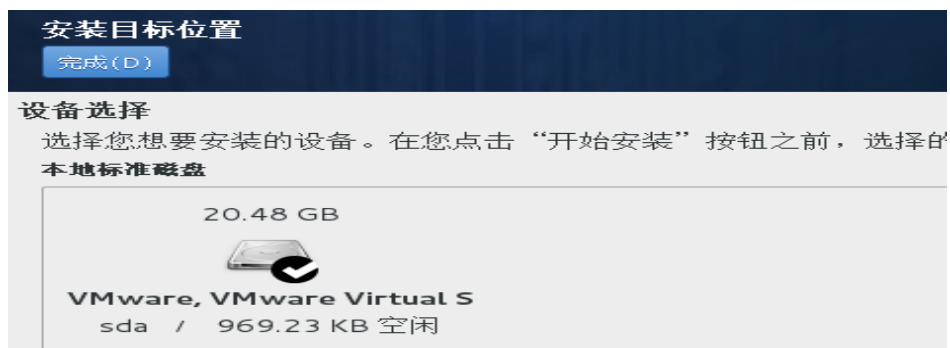 安装目标位置
完成(D)
设备选择
选择您想要安装的设备。在您点击“开始安装”按钮之前，选择的
本地标准磁盘
20.48 GB
VMware, VMware Virtual S
sda / 969.23 KB 空闲